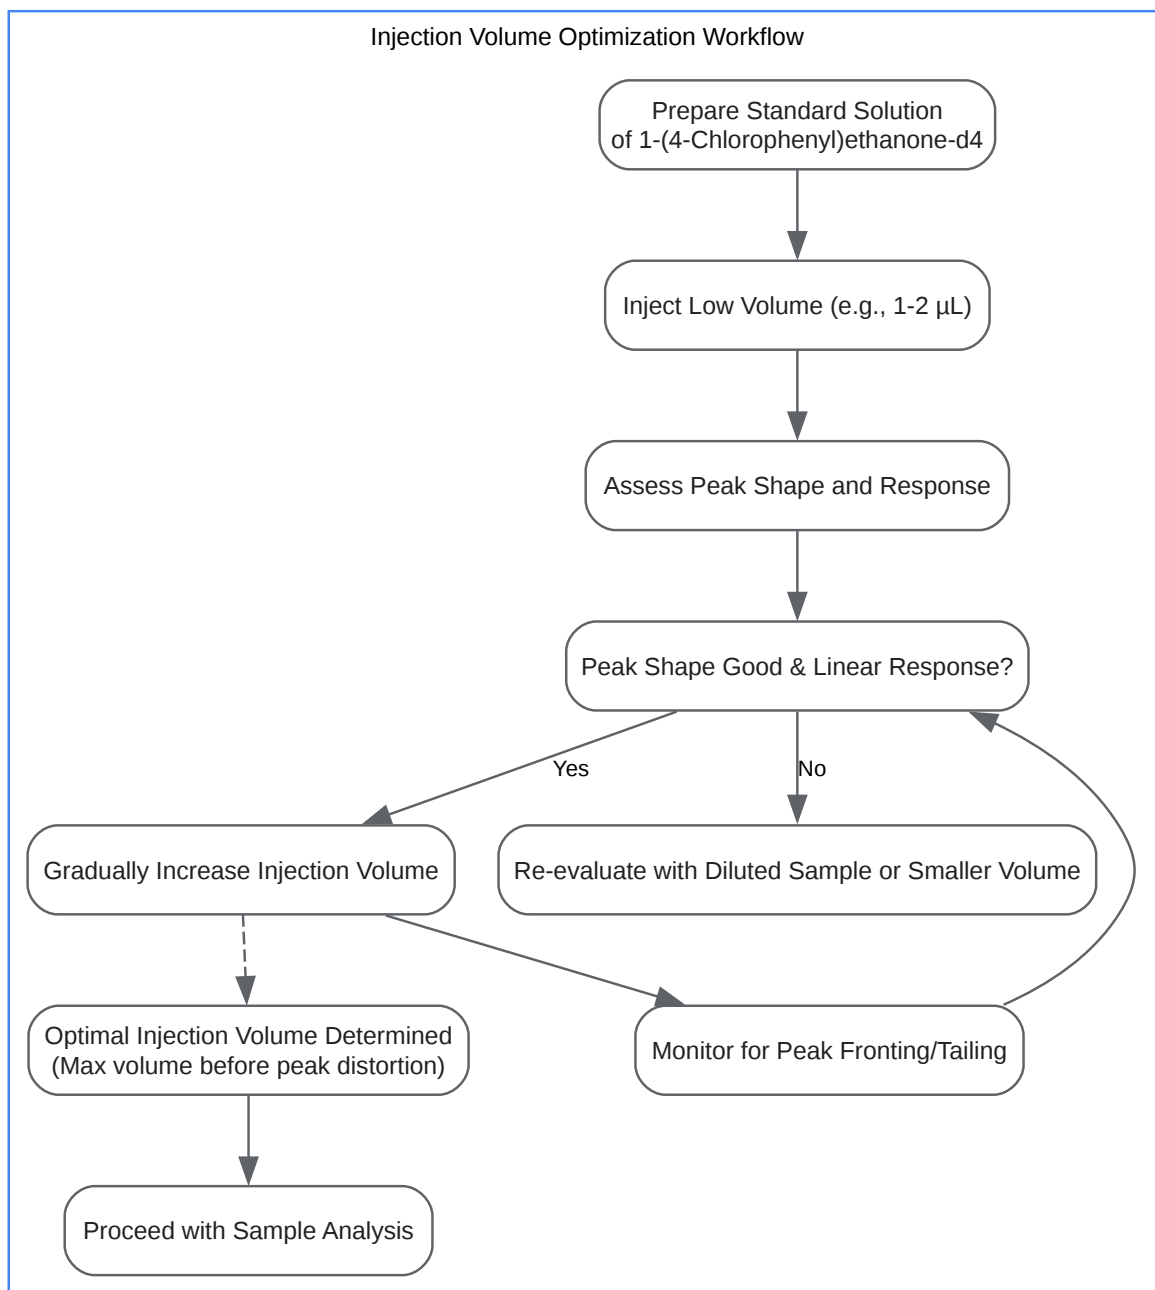 Injection Volume Optimization Workflow
Prepare Standard Solution
of 1-(4-Chlorophenyl)ethanone-d4
Inject Low Volume (e.g., 1-2 µL)
Assess Peak Shape and Response
Peak Shape Good & Linear Response?
Yes
No
Gradually Increase Injection Volume
Re-evaluate with Diluted Sample or Smaller Volume
Optimal Injection Volume Determined
(Max volume before peak distortion)
Monitor for Peak Fronting/Tailing
Proceed with Sample Analysis